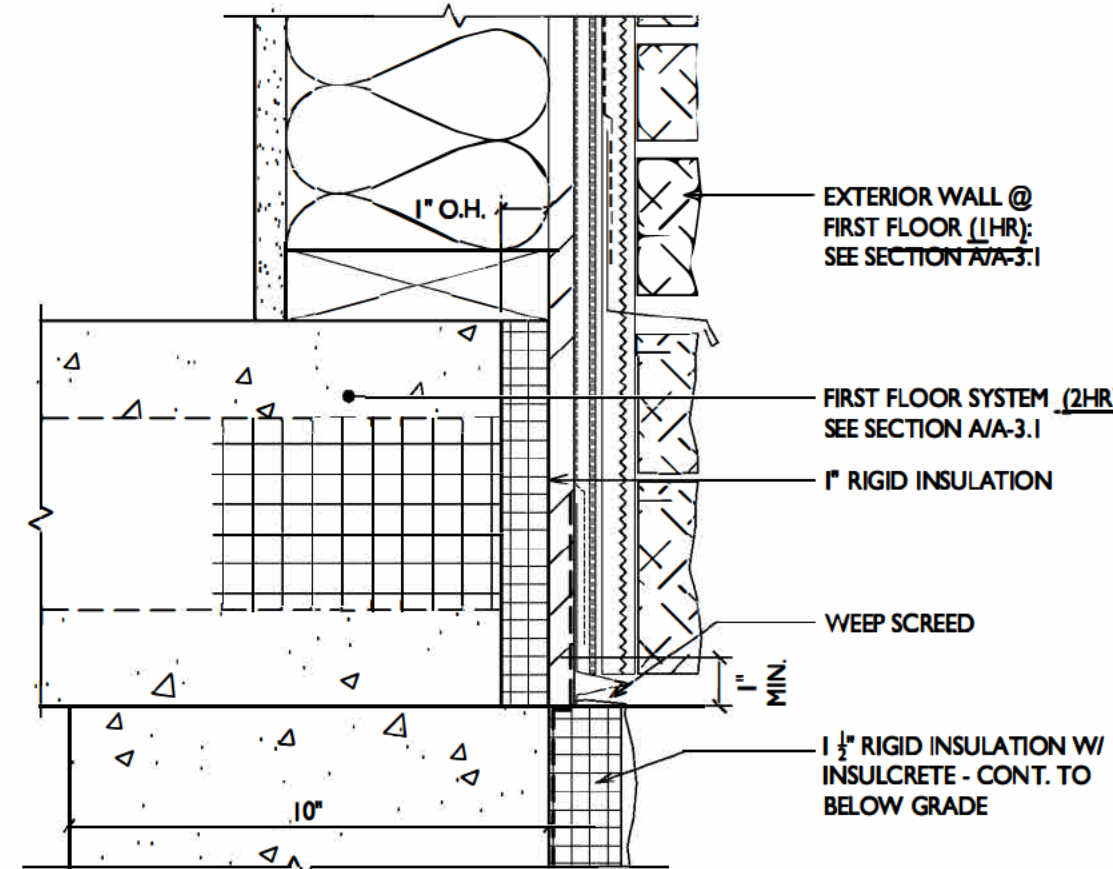 1" O.H.
EXTERIOR WALL @
FIRST FLOOR (1HR):
SEE SECTION A/A-3.1
FIRST FLOOR SYSTEM (2HR
SEE SECTION A/A-3.1
1" RIGID INSULATION
WEEP SCREED
1" MIN.
1 ½" RIGID INSULATION W/
INSULCRETE - CONT. TO
BELOW GRADE
10"